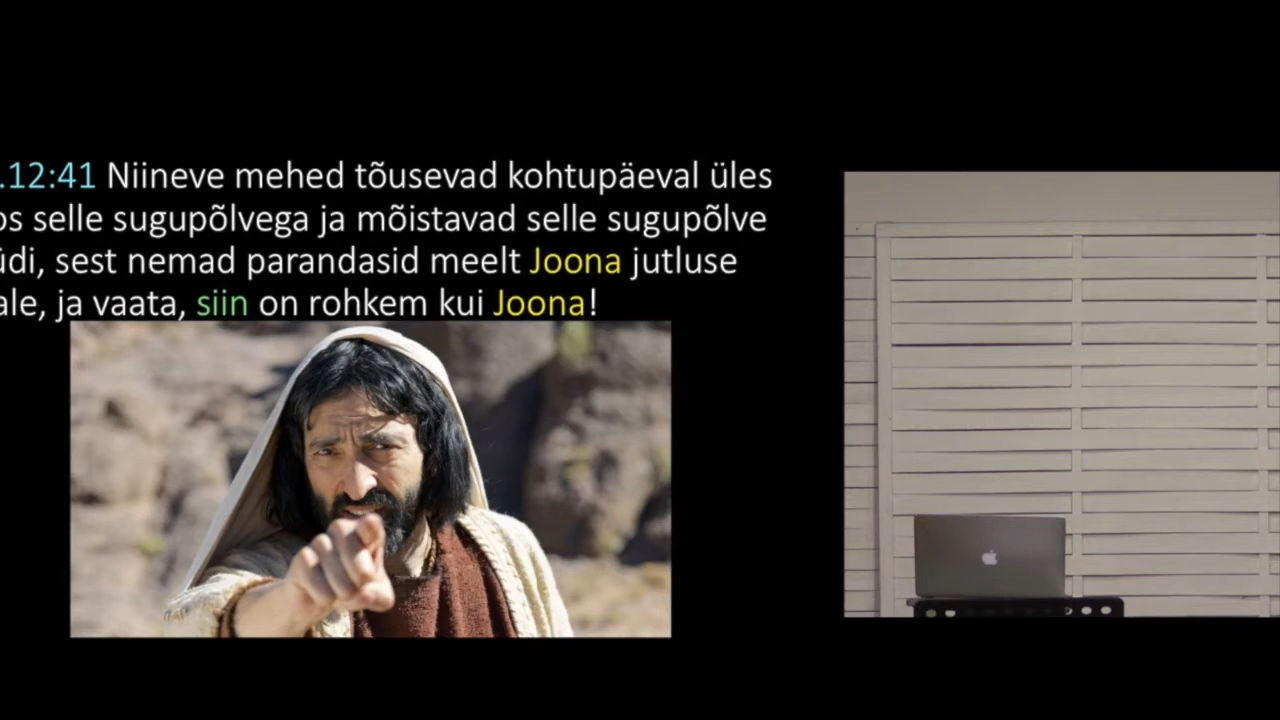 .12:41 Niineve mehed tõusevad kohtupäeval üles
os selle sugupõlvega ja mõistavad selle sugupõlve
üdi, sest nemad parandasid meelt Joona jutluse
ale, ja vaata, siin on rohkem kui Joona!